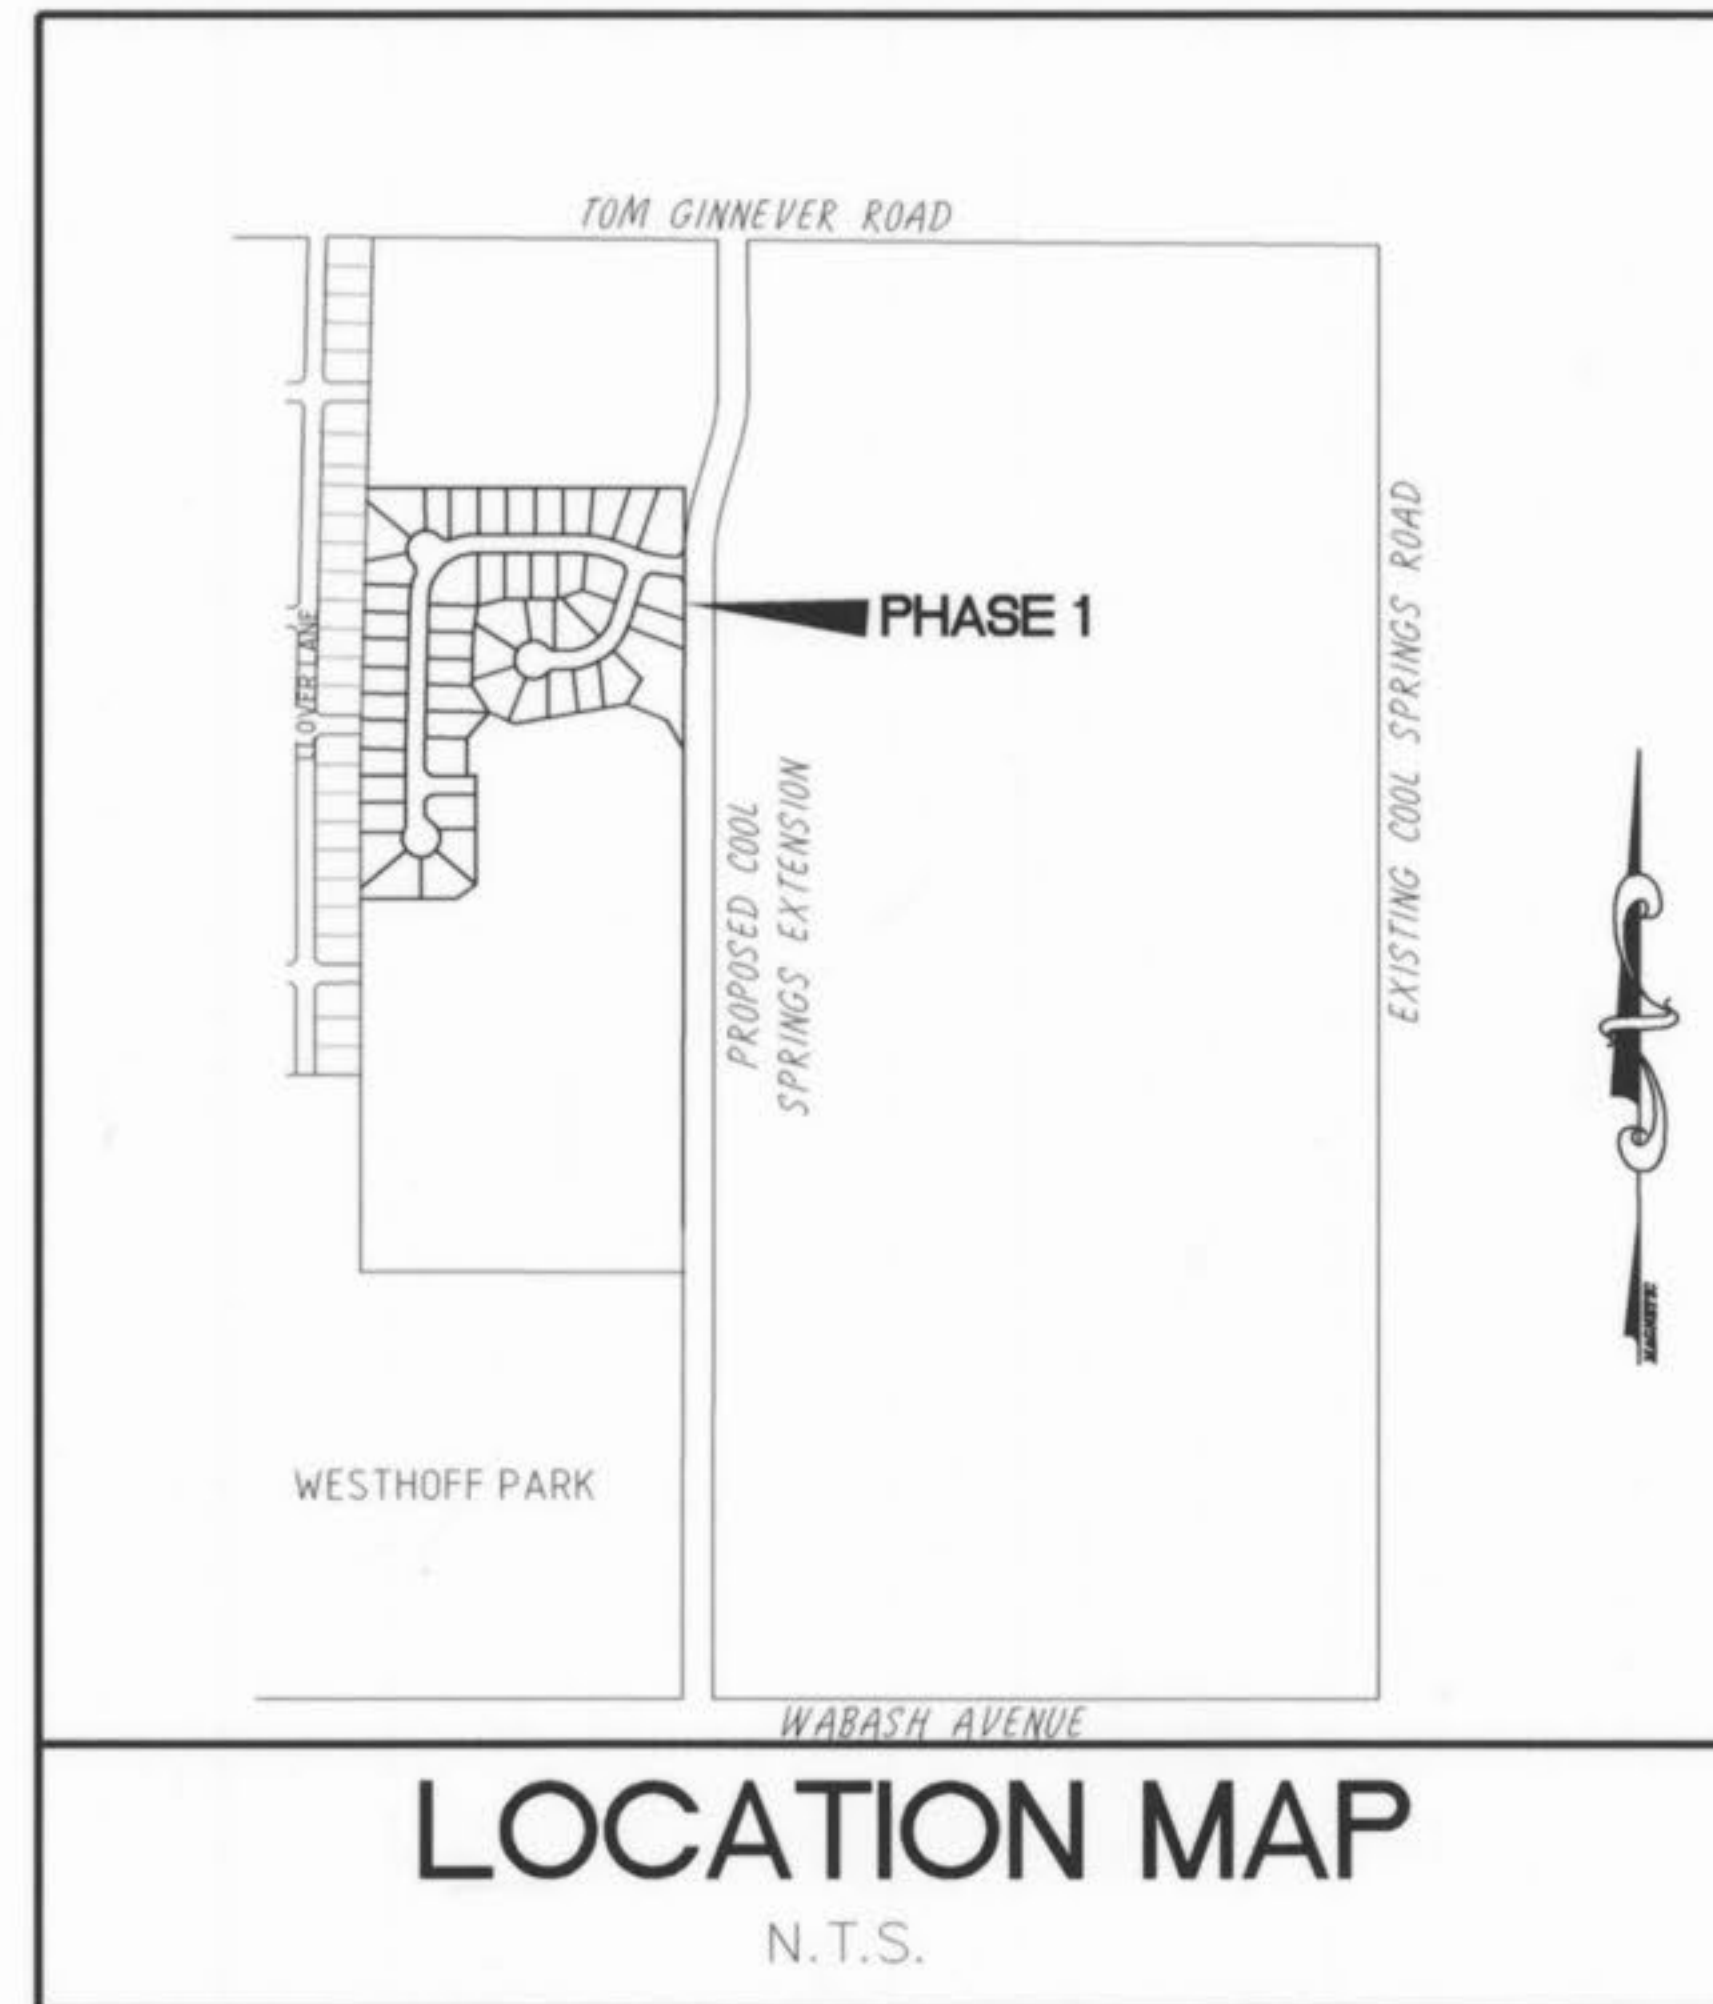 TOM GINNEVER ROAD
PHASE 1
EXISTING COOL SPRINGS ROAD
PROPOSED COOL
SPRINGS EXTENSION
MAGNETIC
WESTHOFF PARK
WABASH AVENUE
LOCATION MAP
N.T.S.